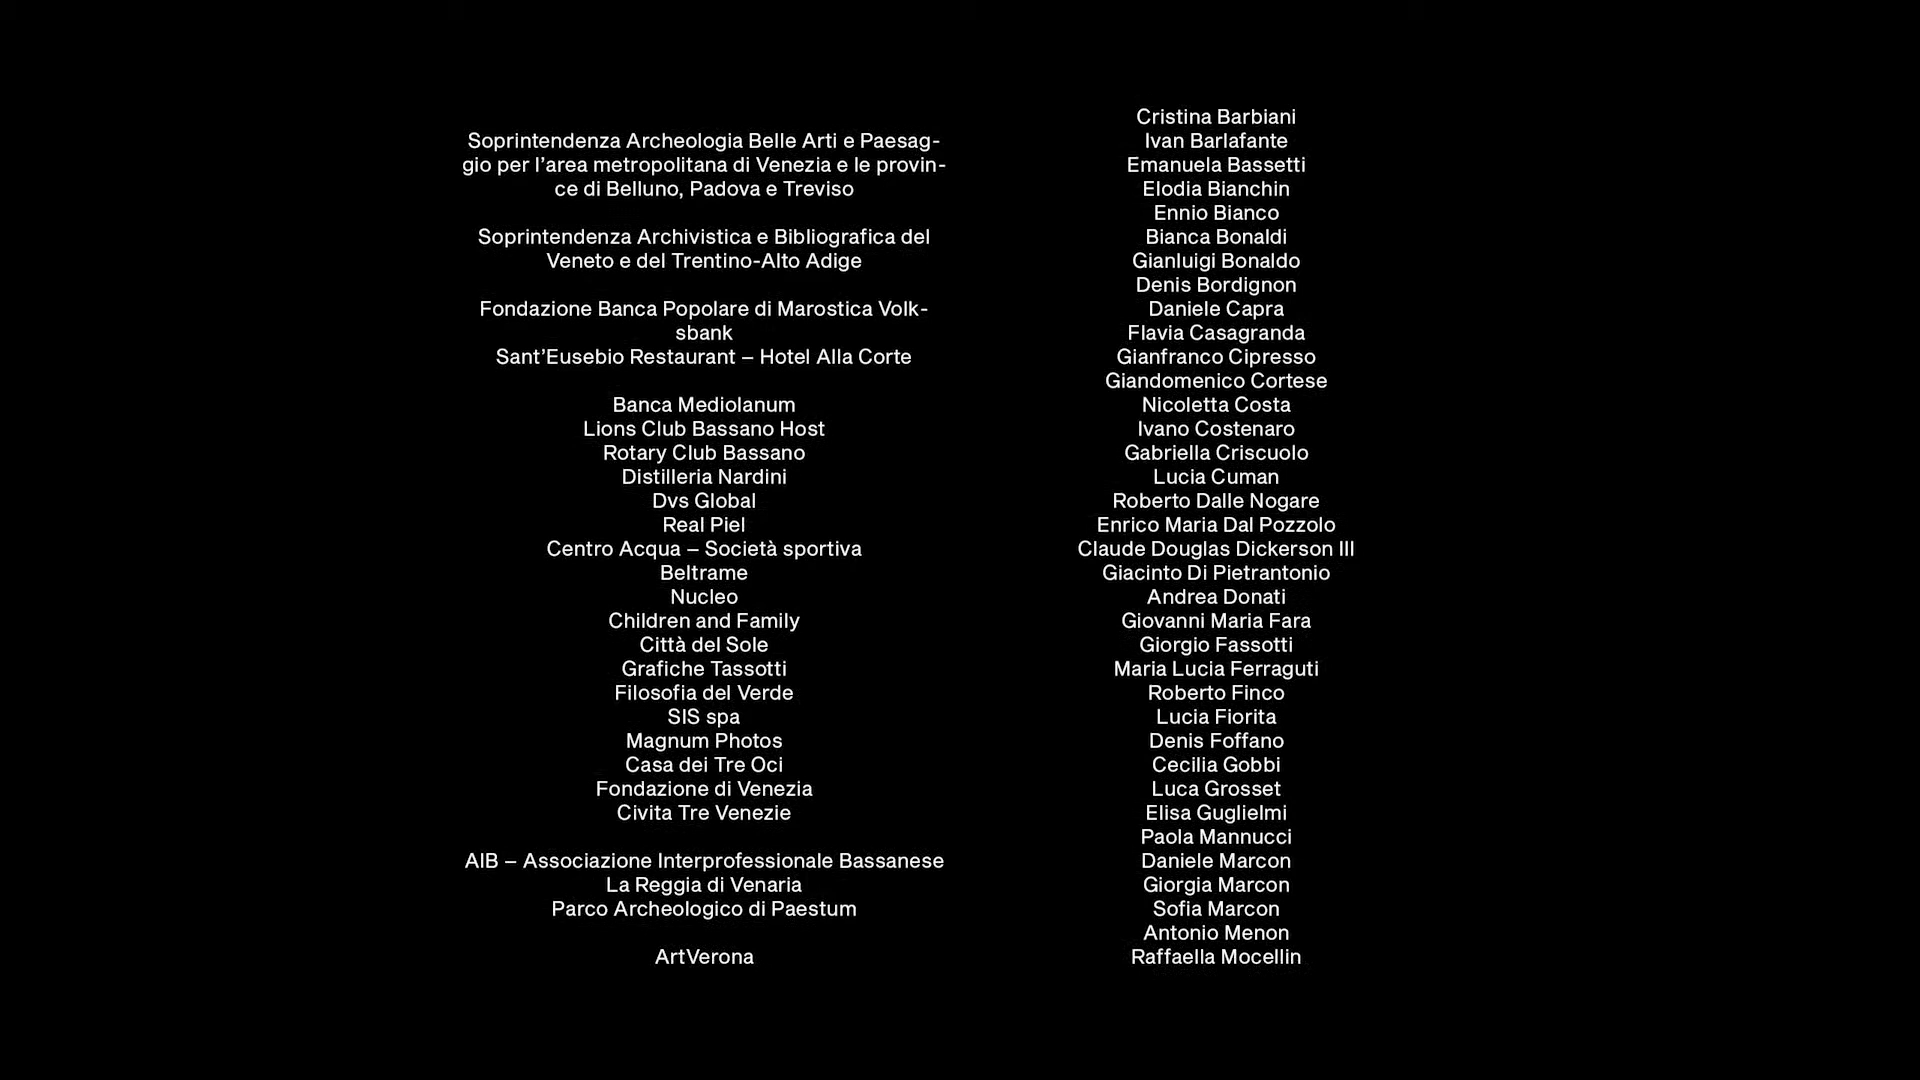 Soprintendenza Archeologia Belle Arti e Paesag-
gio per l’area metropolitana di Venezia e le provin-
ce di Belluno, Padova e Treviso
Soprintendenza Archivistica e Bibliografica del
Veneto e del Trentino-Alto Adige
Fondazione Banca Popolare di Marostica Volk-
sbank
Sant’Eusebio Restaurant – Hotel Alla Corte
Banca Mediolanum
Lions Club Bassano Host
Rotary Club Bassano
Distilleria Nardini
Dvs Global
Real Piel
Centro Acqua – Società sportiva
Beltrame
Nucleo
Children and Family
Città del Sole
Grafiche Tassotti
Filosofia del Verde
SIS spa
Magnum Photos
Casa dei Tre Oci
Fondazione di Venezia
Civita Tre Venezie
AIB – Associazione Interprofessionale Bassanese
La Reggia di Venaria
Parco Archeologico di Paestum
ArtVerona
Cristina Barbiani
Ivan Barlafante
Emanuela Bassetti
Elodia Bianchin
Ennio Bianco
Bianca Bonaldi
Gianluigi Bonaldo
Denis Bordignon
Daniele Capra
Flavia Casagranda
Gianfranco Cipresso
Giandomenico Cortese
Nicoletta Costa
Ivano Costenaro
Gabriella Criscuolo
Lucia Cuman
Roberto Dalle Nogare
Enrico Maria Dal Pozzolo
Claude Douglas Dickerson III
Giacinto Di Pietrantonio
Andrea Donati
Giovanni Maria Fara
Giorgio Fassotti
Maria Lucia Ferraguti
Roberto Finco
Lucia Fiorita
Denis Foffano
Cecilia Gobbi
Luca Grosset
Elisa Guglielmi
Paola Mannucci
Daniele Marcon
Giorgia Marcon
Sofia Marcon
Antonio Menon
Raffaella Mocellin